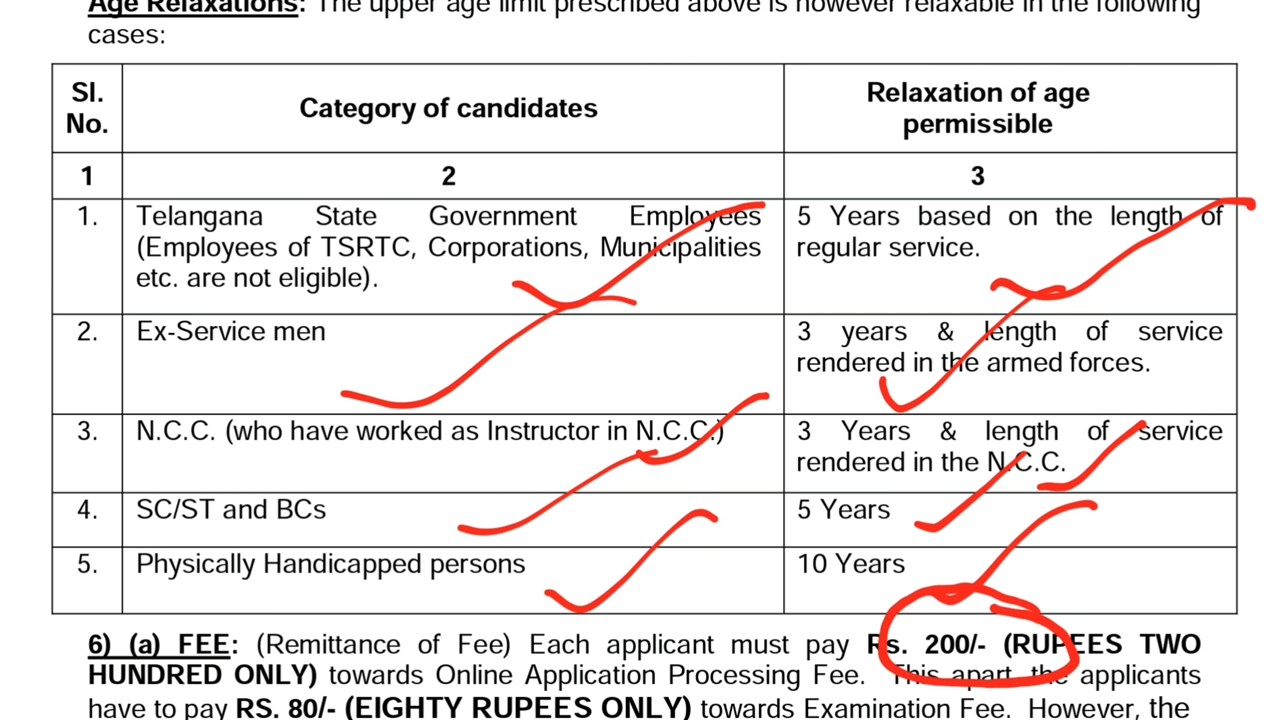 Age Relaxations: The upper age limit prescribed above is however relaxable in the following
cases:
Sl. No.
Category of candidates
Relaxation of age permissible
1
2
3
1.
Telangana State Government Employees
(Employees of TSRTC, Corporations, Municipalities
etc. are not eligible).
5 Years based on the length of
regular service.
2.
Ex-Service men
3 years & length of service
rendered in the armed forces.
3.
N.C.C. (who have worked as Instructor in N.C.C.)
3 Years & length of service
rendered in the N.C.C.
4.
SC/ST and BCs
5 Years
5.
Physically Handicapped persons
10 Years
6) (a) FEE: (Remittance of Fee) Each applicant must pay Rs. 200/- (RUPEES TWO
HUNDRED ONLY) towards Online Application Processing Fee. This apart, the applicants
have to pay RS. 80/- (EIGHTY RUPEES ONLY) towards Examination Fee. However, the